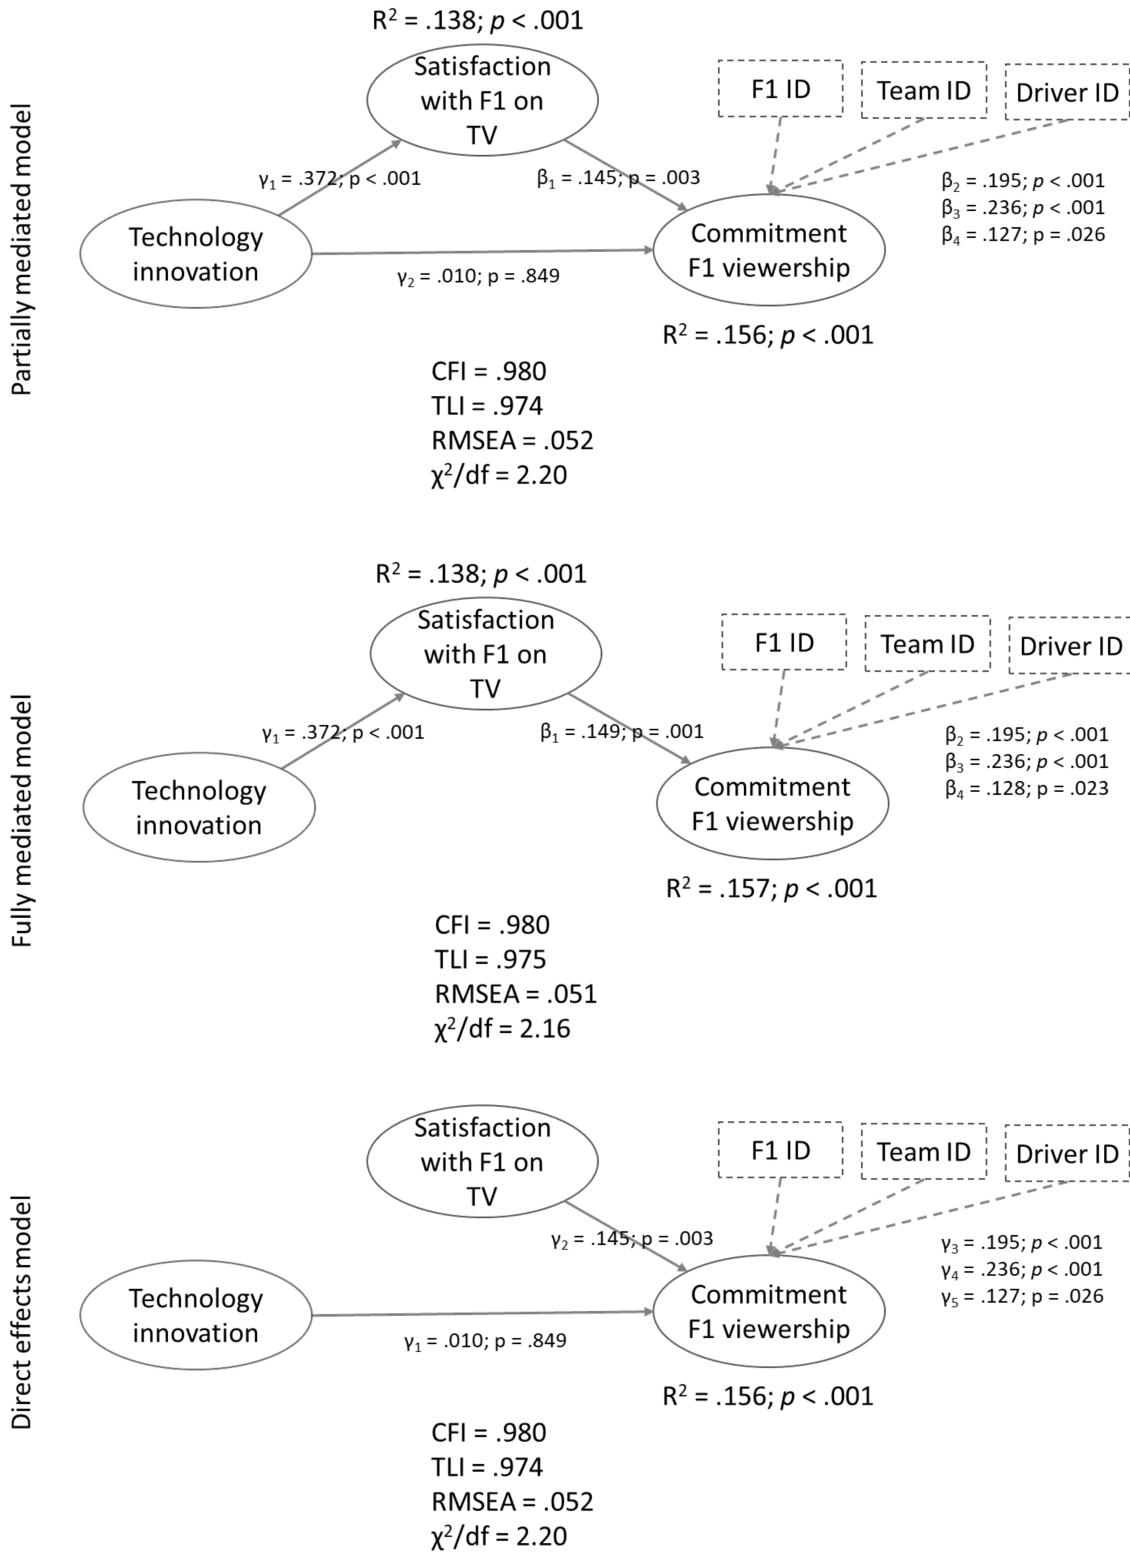 Partially mediated model
R² = .138; p < .001
Satisfaction
with F1 on
TV
F1 ID
Team ID
Driver ID
γ₁ = .372; p < .001
β₁ = .145; p = .003
β₂ = .195; p < .001
β₃ = .236; p < .001
β₄ = .127; p = .026
Technology
innovation
Commitment
F1 viewership
γ₂ = .010; p = .849
R² = .156; p < .001
CFI = .980
TLI = .974
RMSEA = .052
χ²/df = 2.20
Fully mediated model
R² = .138; p < .001
Satisfaction
with F1 on
TV
F1 ID
Team ID
Driver ID
γ₁ = .372; p < .001
β₁ = .149; p = .001
β₂ = .195; p < .001
β₃ = .236; p < .001
β₄ = .128; p = .023
Technology
innovation
Commitment
F1 viewership
R² = .157; p < .001
CFI = .980
TLI = .975
RMSEA = .051
χ²/df = 2.16
Direct effects model
Satisfaction
with F1 on
TV
F1 ID
Team ID
Driver ID
γ₂ = .145; p = .003
γ₃ = .195; p < .001
γ₄ = .236; p < .001
γ₅ = .127; p = .026
Technology
innovation
Commitment
F1 viewership
γ₁ = .010; p = .849
R² = .156; p < .001
CFI = .980
TLI = .974
RMSEA = .052
χ²/df = 2.20